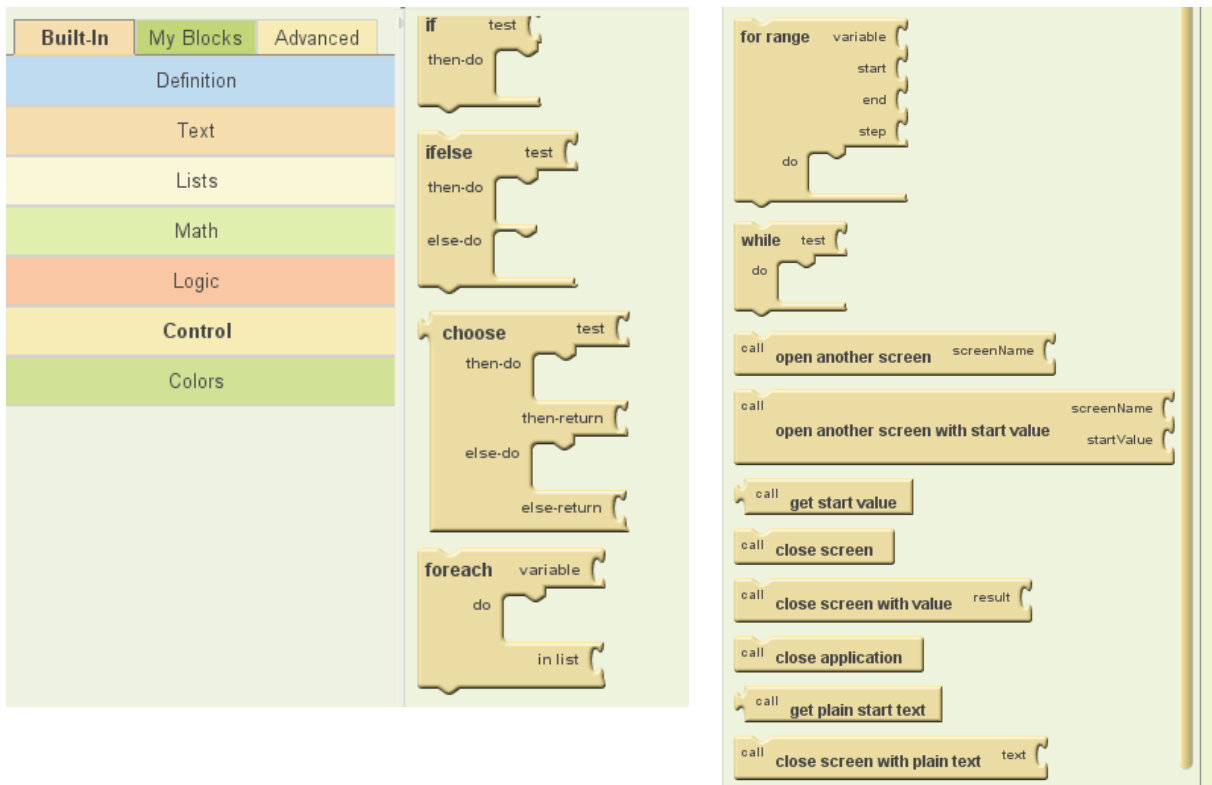 Built-In My Blocks Advanced
Definition
Text
Lists
Math
Logic
Control
Colors
if test
then-do
ifelse test
then-do
else-do
choose test
then-do
then-return
else-do
else-return
foreach variable
do
in list
for range variable
start
end
step
do
while test
do
call open another screen screenName
call screenName
open another screen with start value startValue
call get start value
call close screen
call close screen with value result
call close application
call get plain start text
call close screen with plain text text